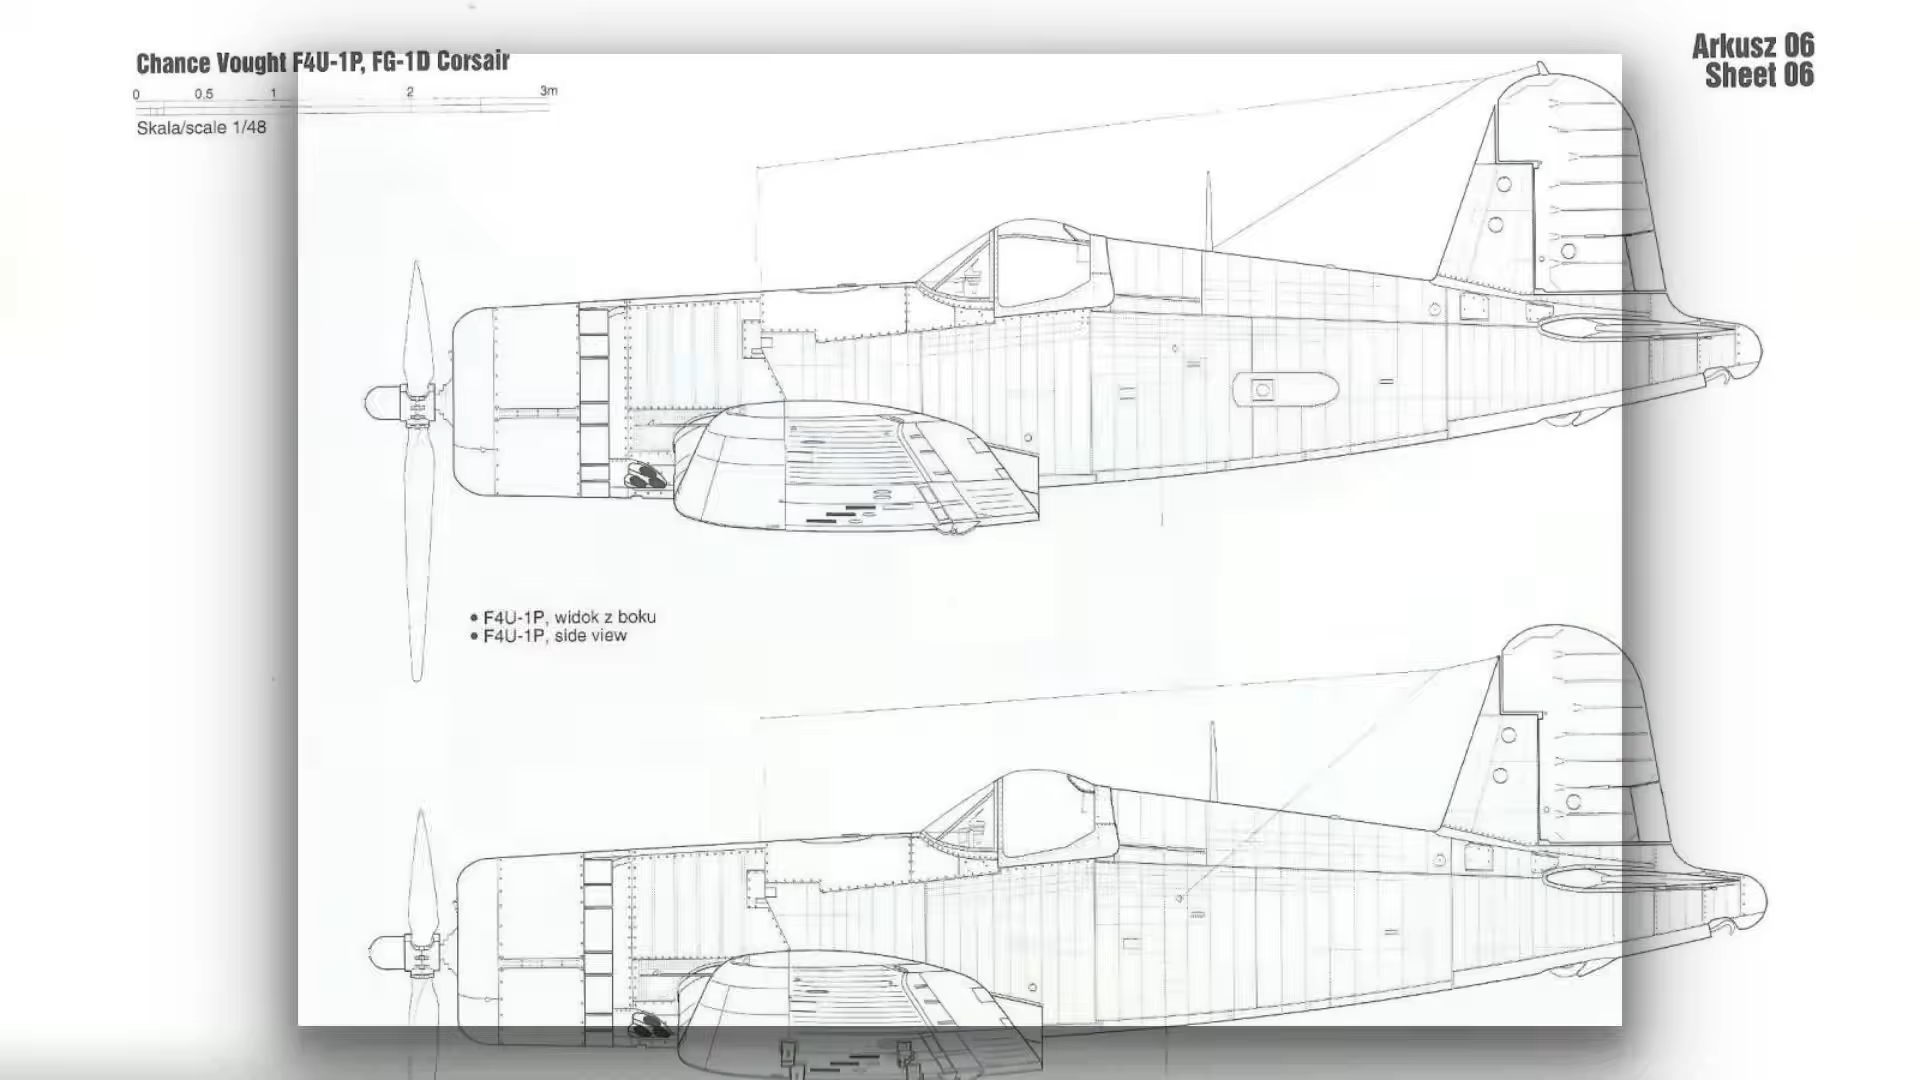 Chance Vought F4U-1P, FG-1D Corsair
0 0.5 1 2 3m
Skala/scale 1/48
Arkusz 06
Sheet 06
• F4U-1P, widok z boku
• F4U-1P, side view